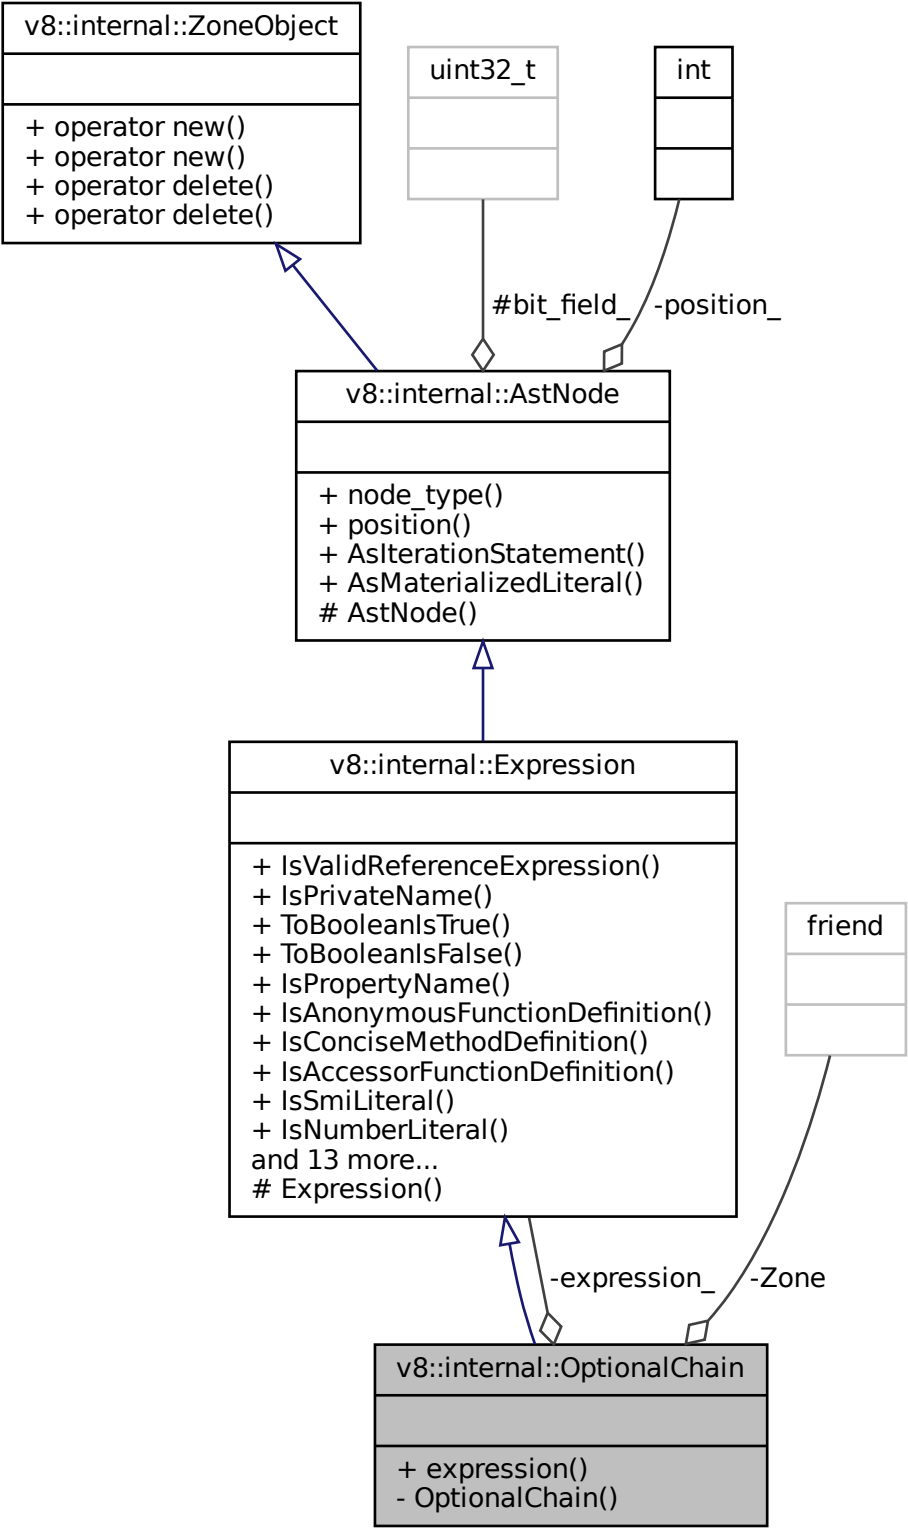 v8::internal::ZoneObject
+ operator new()
+ operator new()
+ operator delete()
+ operator delete()
uint32_t
int
#bit_field_
-position_
v8::internal::AstNode
+ node_type()
+ position()
+ AsIterationStatement()
+ AsMaterializedLiteral()
# AstNode()
v8::internal::Expression
+ IsValidReferenceExpression()
+ IsPrivateName()
+ ToBooleanIsTrue()
+ ToBooleanIsFalse()
+ IsPropertyName()
+ IsAnonymousFunctionDefinition()
+ IsConciseMethodDefinition()
+ IsAccessorFunctionDefinition()
+ IsSmiLiteral()
+ IsNumberLiteral()
and 13 more...
# Expression()
friend
-expression_
-Zone
v8::internal::OptionalChain
+ expression()
- OptionalChain()